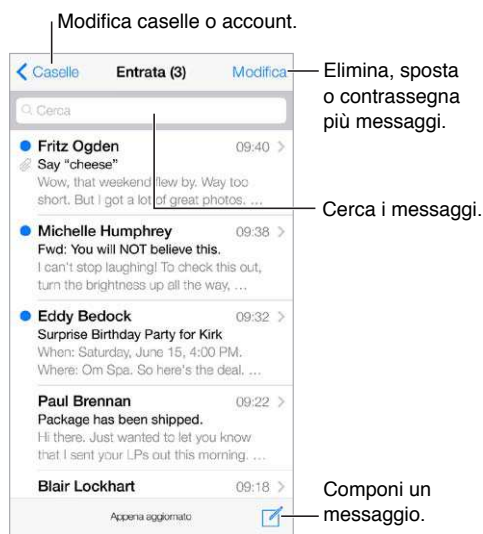 Modifica caselle o account.
Caselle Entrata (3) Modifica
Elimina, sposta
o contrassegna
più messaggi.
Cerca
Fritz Ogden 09:40
Say "cheese"
Wow, that weekend flew by. Way too
short. But I got a lot of great photos. ...
Cerca i messaggi.
Michelle Humphrey 09:38
Fwd: You will NOT believe this.
I can't stop laughing! To check this out,
turn the brightness up all the way, ...
Eddy Bedock 09:32
Surprise Birthday Party for Kirk
When: Saturday, June 15, 4:00 PM.
Where: Om Spa. So here's the deal. ...
Paul Brennan 09:22
Package has been shipped.
Hi there. Just wanted to let you know
that I sent your LPs out this morning. ...
Blair Lockhart 09:18
Appena aggiornato
Componi un
messaggio.